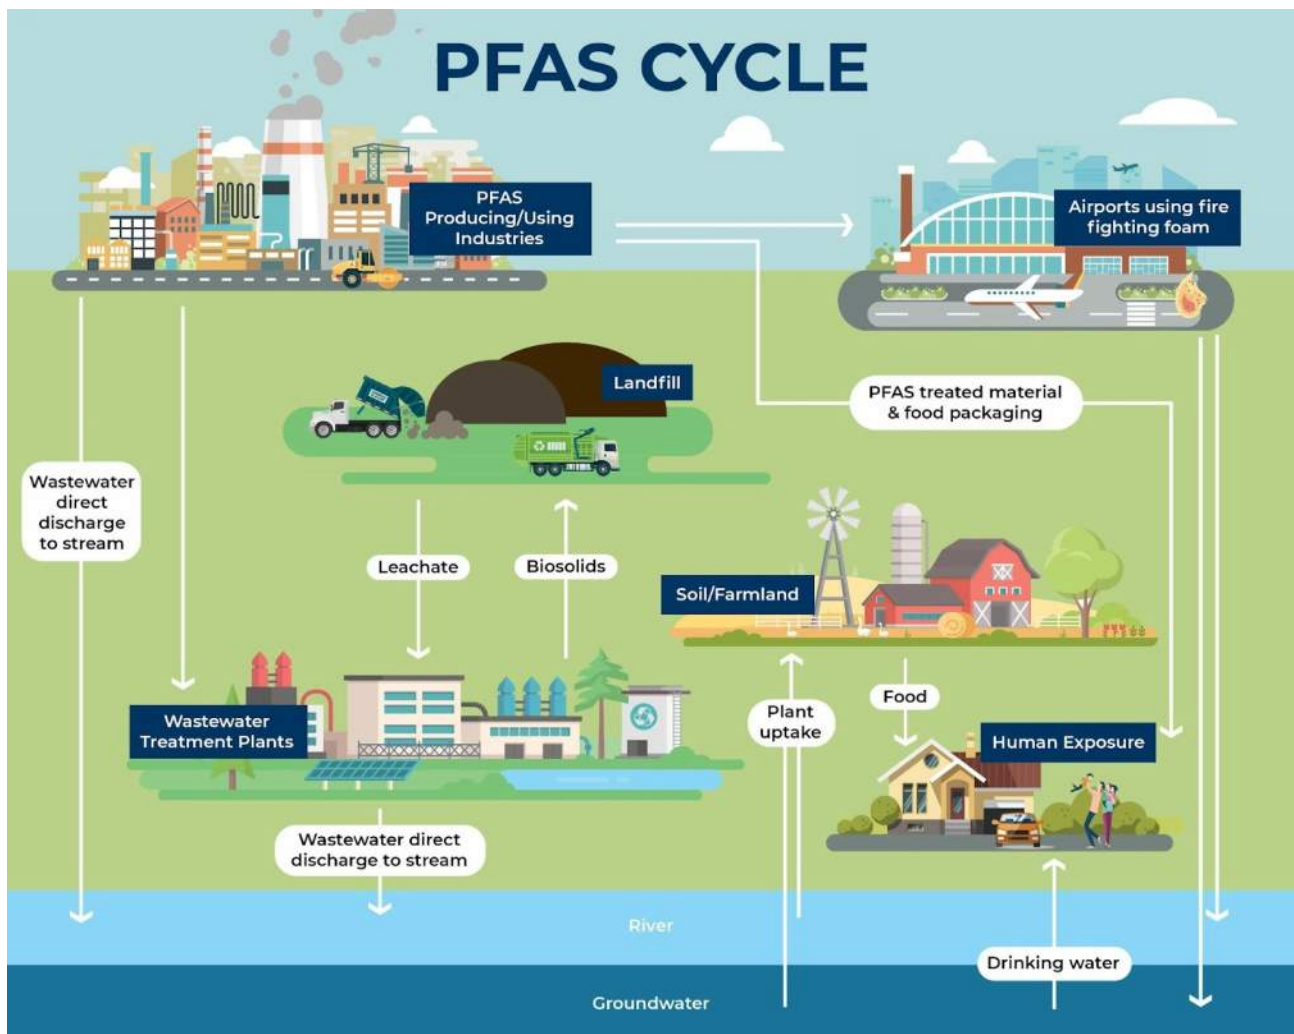 PFAS CYCLE
PFAS
Producing/Using
Industries
Airports using fire
fighting foam
Landfill
PFAS treated material
& food packaging
Wastewater
direct
discharge
to stream
Leachate
Biosolids
Soil/Farmland
Wastewater
Treatment Plants
Plant
uptake
Food
Human Exposure
Wastewater direct
discharge to stream
River
Drinking water
Groundwater